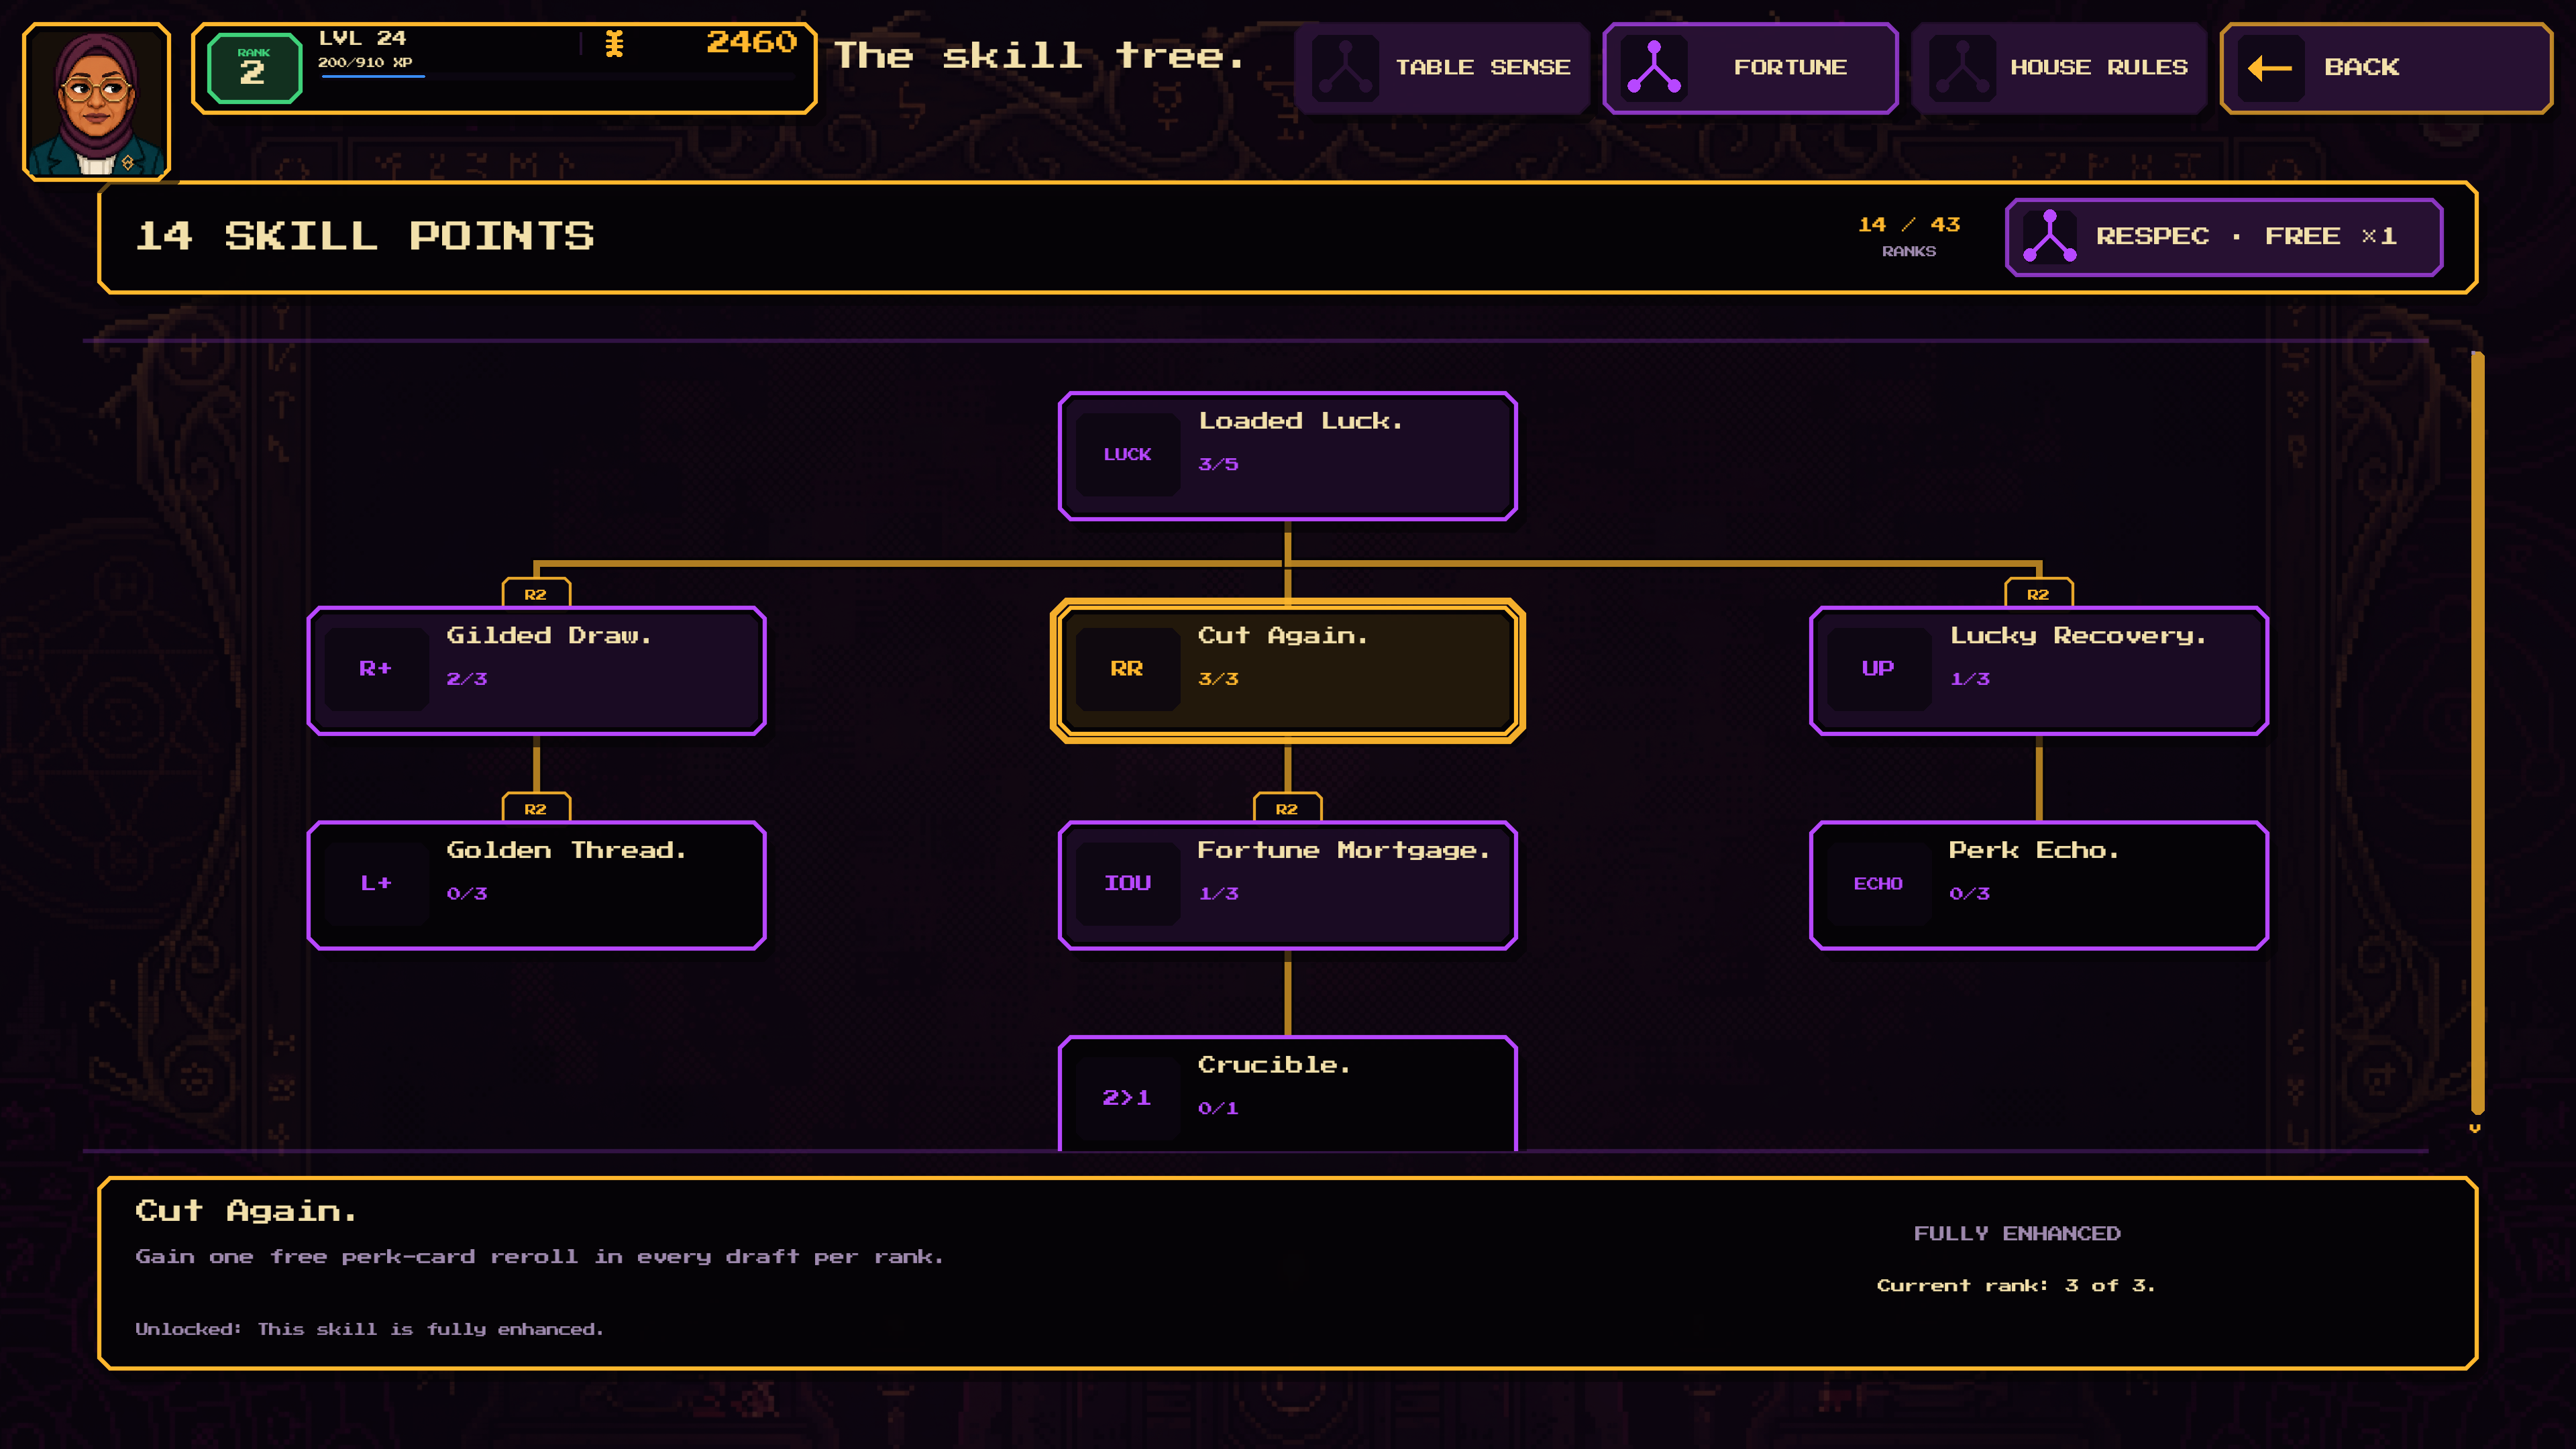 RANK
2
LVL 24
200/910 XP
2460
The skill tree.
TABLE SENSE
FORTUNE
HOUSE RULES
BACK
14 SKILL POINTS
14 / 43
RANKS
RESPEC · FREE ×1
LUCK
Loaded Luck.
3/5
R2
R2
R+
Gilded Draw.
2/3
RR
Cut Again.
3/3
UP
Lucky Recovery.
1/3
R2
R2
L+
Golden Thread.
0/3
IOU
Fortune Mortgage.
1/3
ECHO
Perk Echo.
0/3
2>1
Crucible.
0/1
Cut Again.
Gain one free perk-card reroll in every draft per rank.
Unlocked: This skill is fully enhanced.
FULLY ENHANCED
Current rank: 3 of 3.